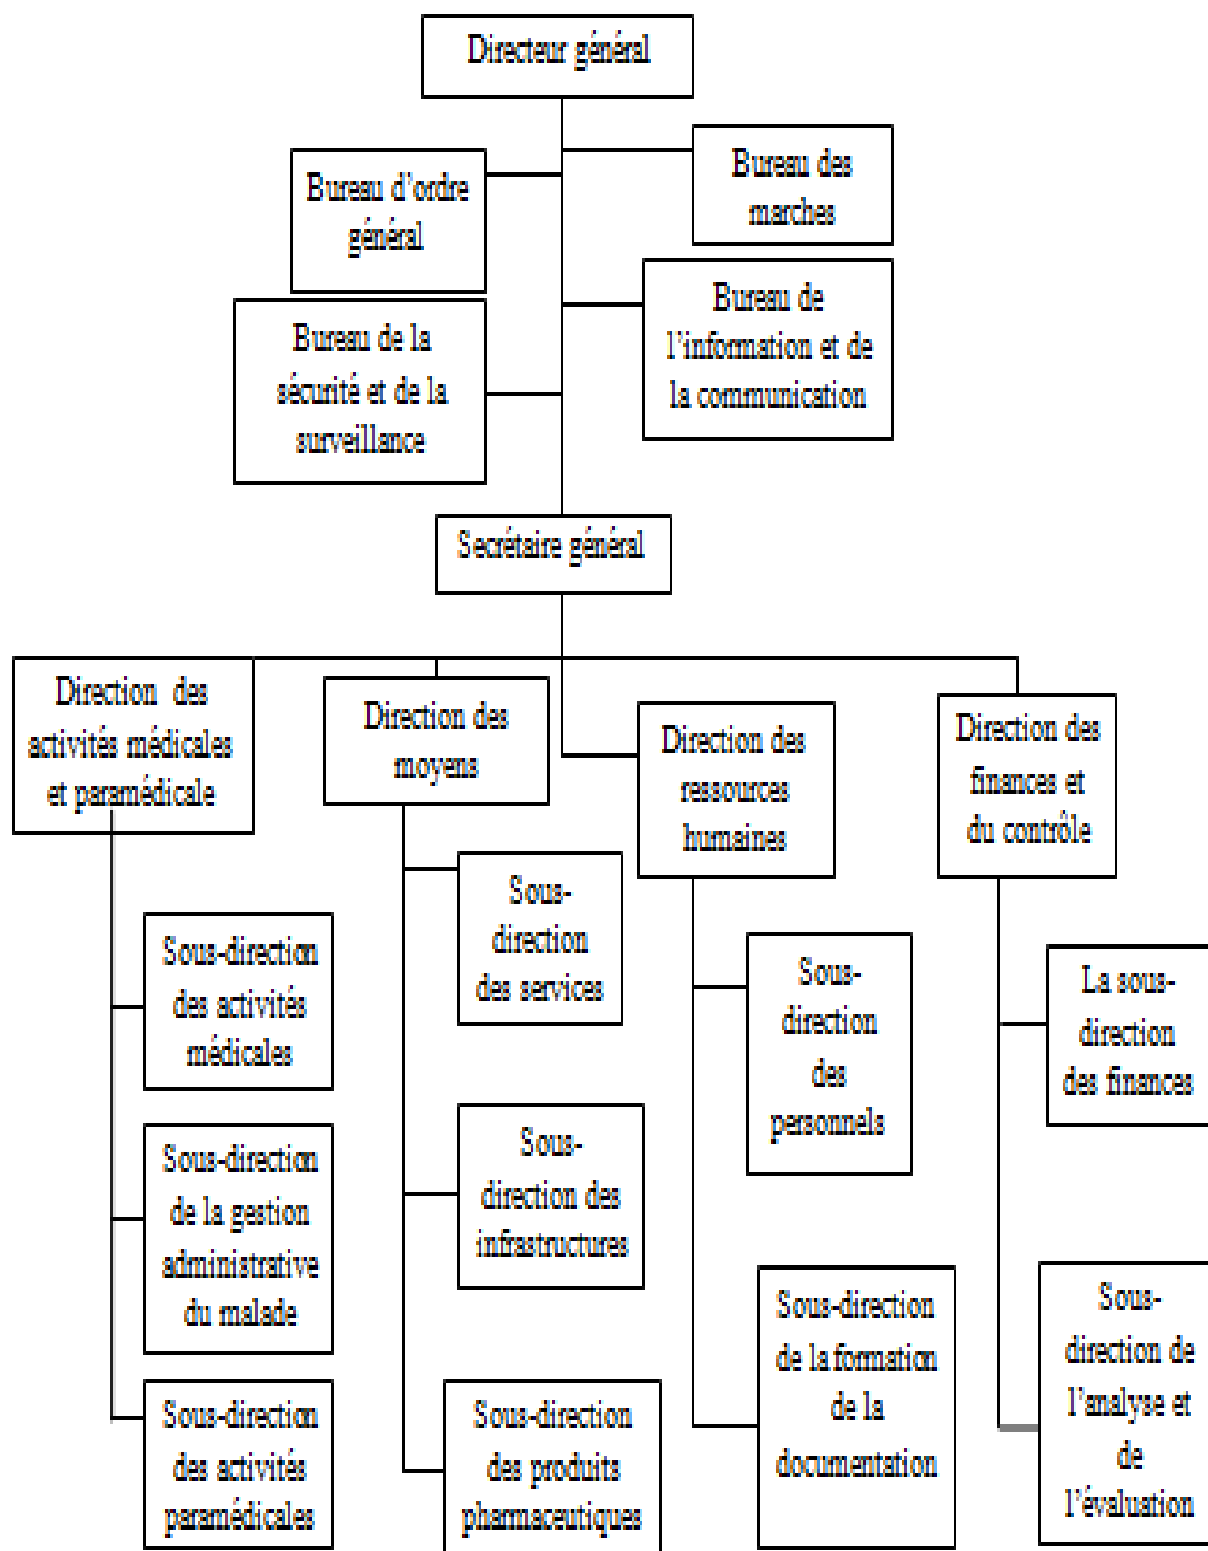 Directeur général
Bureau des
marches
Bureau d'ordre
général
Bureau de
l'information et de
la communication
Bureau de la
sécurité et de la
surveillance
Secrétaire général
Direction des
activités médicales
et paramédicale
Direction des
moyens
Direction des
ressources
humaines
Direction des
finances et
du contrôle
Sous-direction
des activités
médicales
Sous-direction
de la gestion
administrative
du malade
Sous-direction
des activités
paramédicales
Sous-
direction
des services
Sous-
direction des
infrastructures
Sous-direction
des produits
pharmaceutiques
Sous-
direction
des
personnels
Sous-direction
de la formation
de la
documentation
La sous-
direction
des finances
Sous-
direction de
l'analyse et
de
l'évaluation